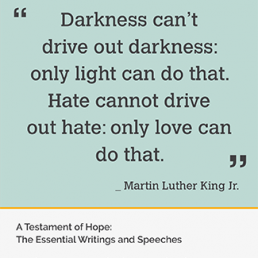 “
Darkness can’t
drive out darkness:
only light can do that.
Hate cannot drive
out hate: only love can
do that.
”
_ Martin Luther King Jr.
A Testament of Hope:
The Essential Writings and Speeches